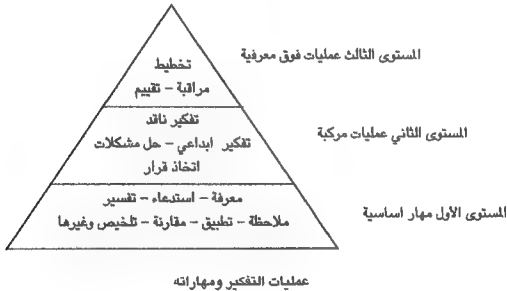 المستوى الثالث عمليات فوق معرفية
تخطيط
مراقبة – تقييم
المستوى الثاني عمليات مركبة
تفكير ناقد
تفكير ابداعي – حل مشكلات
اتخاذ قرار
المستوى الأول مهار اساسية
معرفة – استدعاء – تفسير
ملاحظة – تطبيق – مقارنة – تلخيص وغيرها
عمليات التفكير ومهاراته